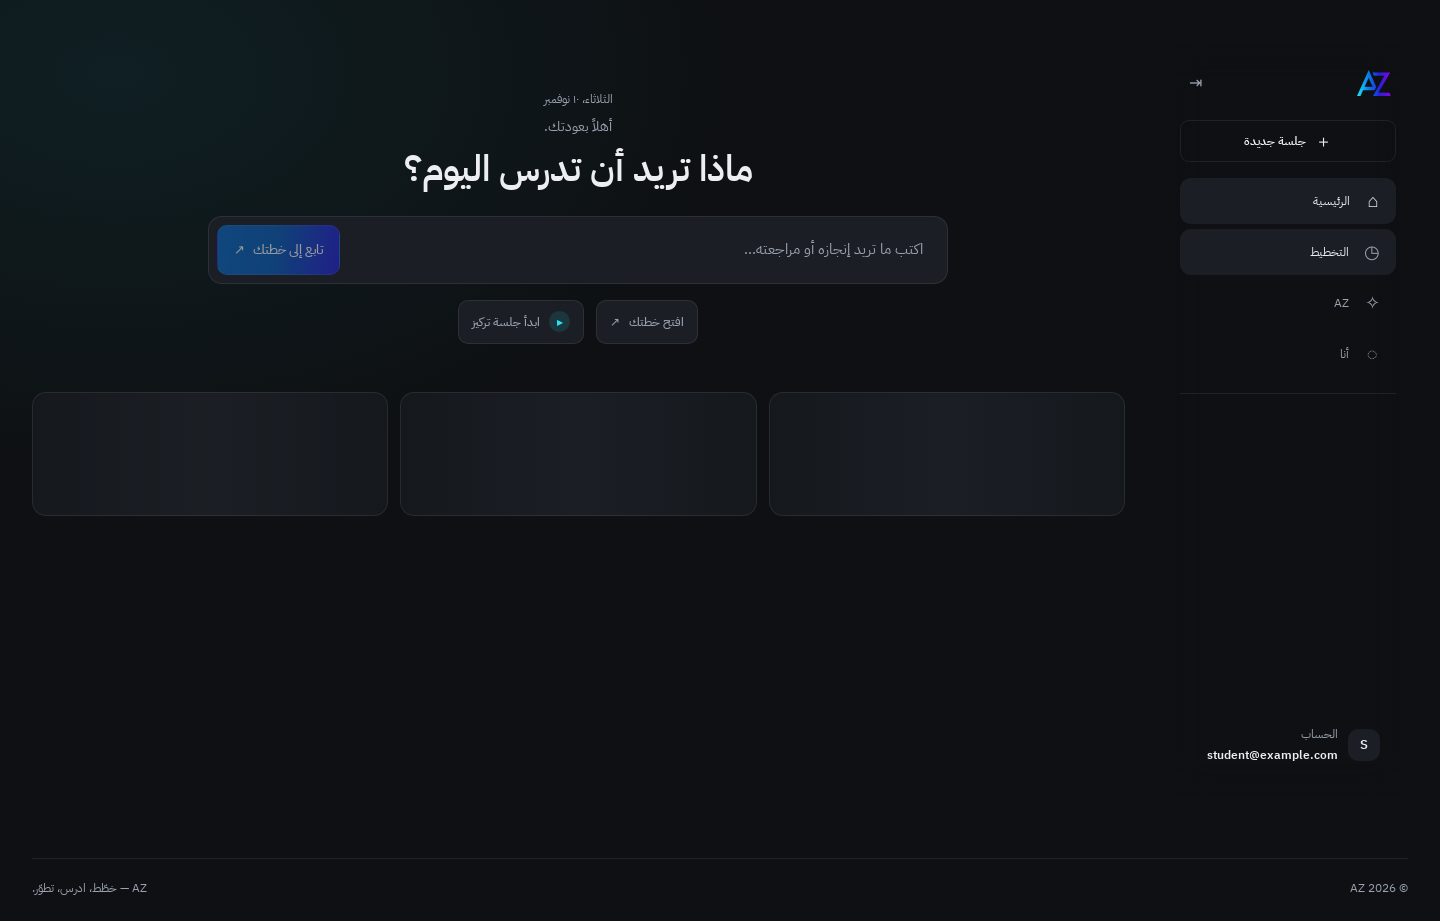 AZ
جلسة جديدة
الرئيسية
التخطيط
AZ
أنا
الحساب
S
student@example.com
الثلاثاء، ١٠ نوفمبر
أهلاً بعودتك.
ماذا تريد أن تدرس اليوم؟
اكتب ما تريد إنجازه أو مراجعته...
تابع إلى خطتك
افتح خطتك
ابدأ جلسة تركيز
© 2026 AZ
AZ — خطّط، ادرس، تطوّر.